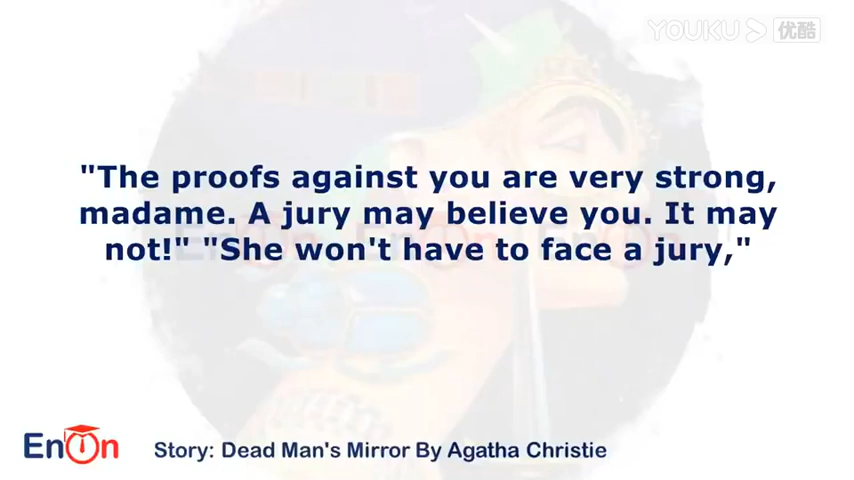 YOUKU 优酷
"The proofs against you are very strong,
madame. A jury may believe you. It may
not!" "She won't have to face a jury,"
EnOn
Story: Dead Man's Mirror By Agatha Christie